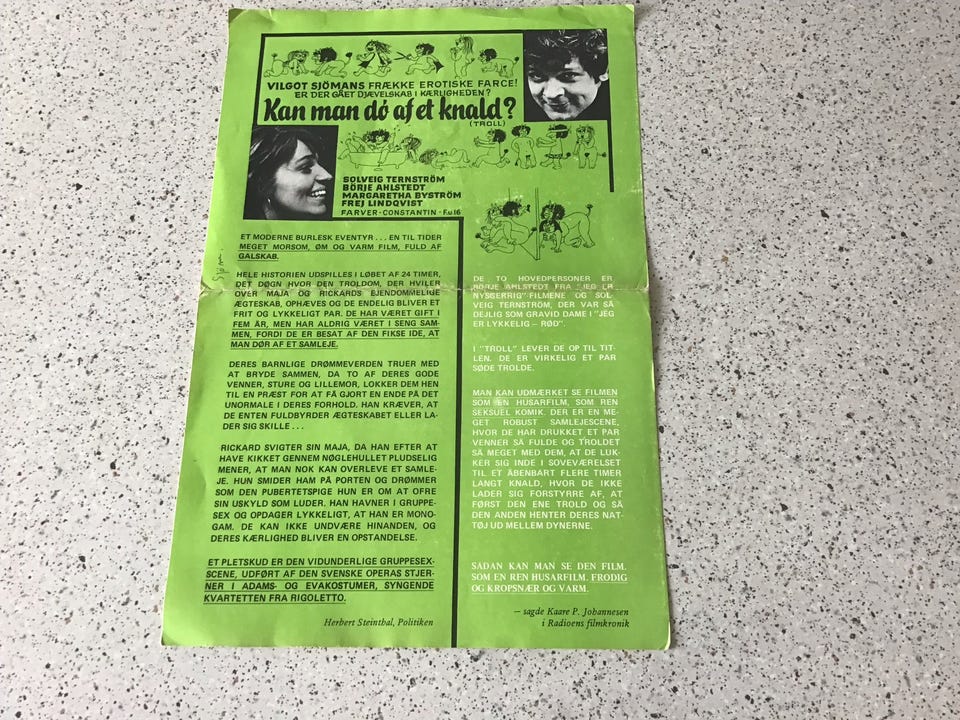 VILGOT SJÖMANS FRÆKKE EROTISKE FARCE!
ER DER GÅET DJÆVELSKAB I KÆRLIGHEDEN?
Kan man dö af et knald?
(TROLL)
SOLVEIG TERNSTRÖM
BÖRJE AHLSTEDT
MARGARETHA BYSTRÖM
FREJ LINDQVIST
FARVER - CONSTANTIN - F.u.16
ET MODERNE BURLESK EVENTYR . . . EN TIL TIDER
MEGET MORSOM, ØM OG VARM FILM, FULD AF
GALSKAB.
HELE HISTORIEN UDSPILLES I LØBET AF 24 TIMER,
DET DØGN HVOR DEN TROLDOM, DER HVILER
OVER MAJA OG RICKARDS EJENDOMMELIGE
ÆGTESKAB, OPHÆVES OG DE ENDELIG BLIVER ET
FRIT OG LYKKELIGT PAR. DE HAR VÆRET GIFT I
FEM ÅR, MEN HAR ALDRIG VÆRET I SENG SAM-
MEN, FORDI DE ER BESAT AF DEN FIKSE IDE, AT
MAN DØR AF ET SAMLEJE.
DERES BARNLIGE DRØMMEVERDEN TRUER MED
AT BRYDE SAMMEN, DA TO AF DERES GODE
VENNER, STURE OG LILLEMOR, LOKKER DEM HEN
TIL EN PRÆST FOR AT FÅ GJORT EN ENDE PÅ DET
UNORMALE I DERES FORHOLD. HAN KRÆVER, AT
DE ENTEN FULDBYRDER ÆGTESKABET ELLER LA-
DER SIG SKILLE . . .
RICKARD SVIGTER SIN MAJA, DA HAN EFTER AT
HAVE KIKKET GENNEM NØGLEHULLET PLUDSELIG
MENER, AT MAN NOK KAN OVERLEVE ET SAMLE-
JE. HUN SMIDER HAM PÅ PORTEN OG DRØMMER
SOM DEN PUBERTETSPIGE HUN ER OM AT OFRE
SIN USKYLD SOM LUDER. HAN HAVNER I GRUPPE-
SEX OG OPDAGER LYKKELIGT, AT HAN ER MONO-
GAM. DE KAN IKKE UNDVÆRE HINANDEN, OG
DERES KÆRLIGHED BLIVER EN OPSTANDELSE.
ET PLETSKUD ER DEN VIDUNDERLIGE GRUPPESEX-
SCENE, UDFØRT AF DEN SVENSKE OPERAS STJER-
NER I ADAMS- OG EVAKOSTUMER, SYNGENDE
KVARTETTEN FRA RIGOLETTO.
Herbert Steinthal, Politiken
DE TO HOVEDPERSONER ER
BÖRJE AHLSTEDT FRA "JEG ER
NYSGERRIG" FILMENE OG SOL-
VEIG TERNSTRÖM, DER VAR SÅ
DEJLIG SOM GRAVID DAME I "JEG
ER LYKKELIG – RØD".
I "TROLL" LEVER DE OP TIL TIT-
LEN. DE ER VIRKELIG ET PAR
SØDE TROLDE.
MAN KAN UDMÆRKET SE FILMEN
SOM EN HUSARFILM, SOM REN
SEKSUEL KOMIK. DER ER EN ME-
GET ROBUST SAMLEJESCENE,
HVOR DE HAR DRUKKET ET PAR
VENNER SÅ FULDE OG TROLDET
SÅ MEGET MED DEM, AT DE LUK-
KER SIG INDE I SOVEVÆRELSET
TIL ET ÅBENBART FLERE TIMER
LANGT KNALD, HVOR DE IKKE
LADER SIG FORSTYRRE AF, AT
FØRST DEN ENE TROLD OG SÅ
DEN ANDEN HENTER DERES NAT-
TØJ UD MELLEM DYNERNE.
SADAN KAN MAN SE DEN FILM.
SOM EN REN HUSARFILM. FRODIG
OG KROPSNÆR OG VARM.
– sagde Kaare P. Johannesen
i Radioens filmkronik